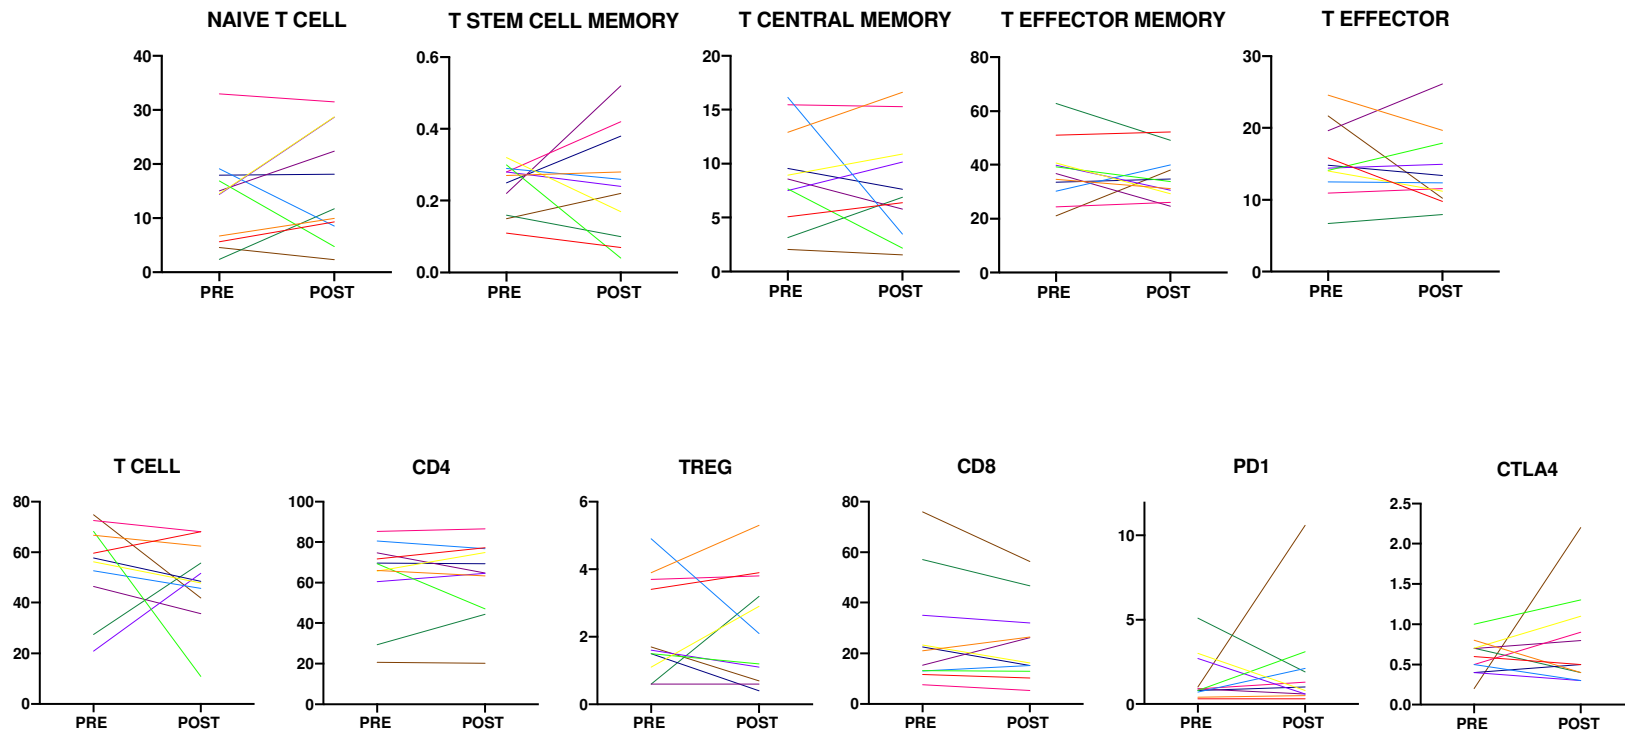 NAIVE T CELL
40
30
20
10
0
PRE
POST
T STEM CELL MEMORY
0.6
0.4
0.2
0.0
PRE
POST
T CENTRAL MEMORY
20
15
10
5
0
PRE
POST
T EFFECTOR MEMORY
80
60
40
20
0
PRE
POST
T EFFECTOR
30
20
10
0
PRE
POST
T CELL
80
60
40
20
0
PRE
POST
CD4
100
80
60
40
20
0
PRE
POST
TREG
6
4
2
0
PRE
POST
CD8
80
60
40
20
0
PRE
POST
PD1
10
5
0
PRE
POST
CTLA4
2.5
2.0
1.5
1.0
0.5
0.0
PRE
POST